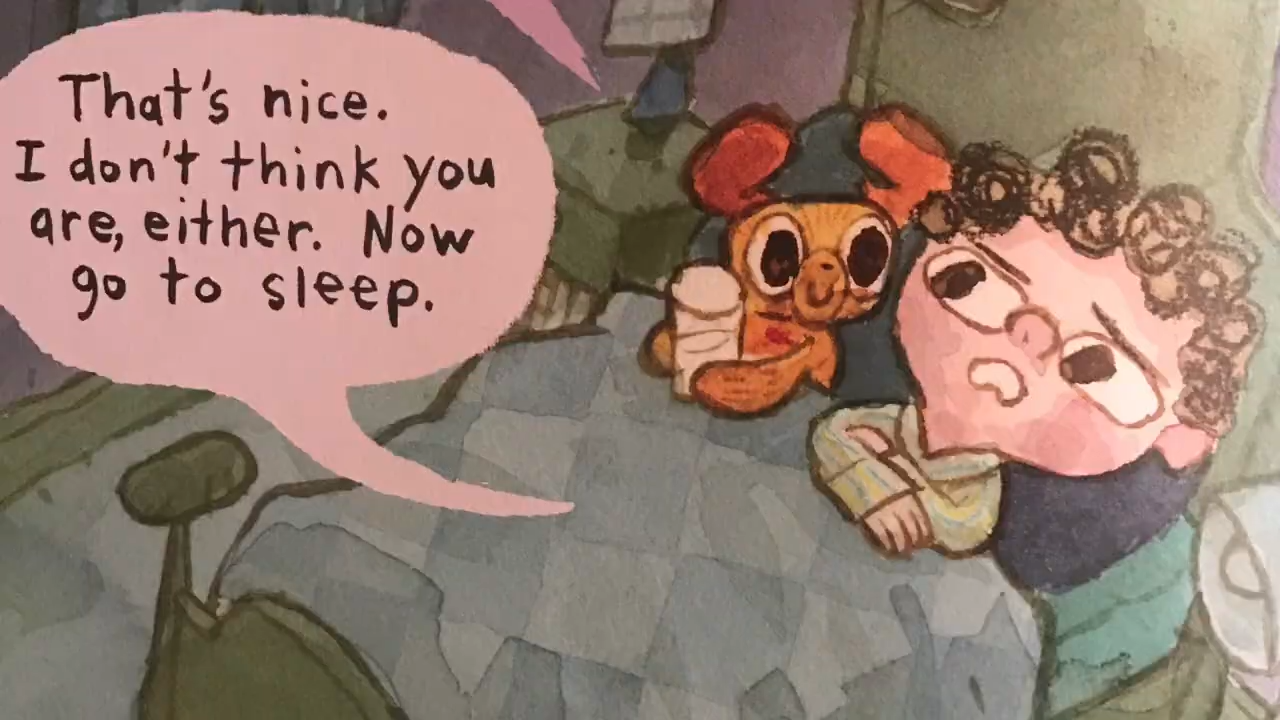 That's nice.
I don't think you
are, either. Now
go to sleep.